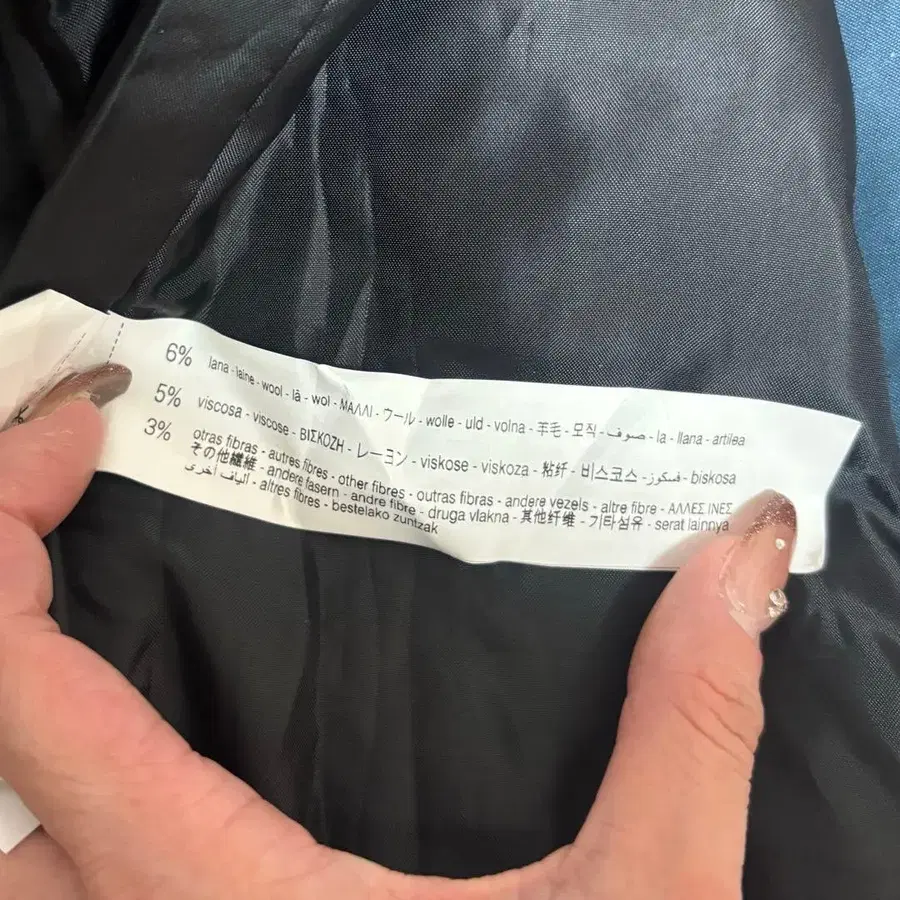 6% lana - laine - wool - lã - wol - ΜΑΛΛΙ - ウール - wolle - uld - volna - 羊毛 - 모직 - صوف - la - llana - artilea
5% viscosa - viscose - ΒΙΣΚΟΖΗ - レーヨン - viskose - viskoza - 粘纤 - 비스코스 - فسكوز - biskosa
3% otras fibras - autres fibres - other fibres - outras fibras - andere vezels - altre fibre - ΑΛΛΕΣ ΙΝΕΣ
その他繊維 - andere fasern - andre fibre - druga vlakna - 其他纤维 - 기타섬유 - serat lainnya
ألياف أخرى - altres fibres - bestelako zuntzak